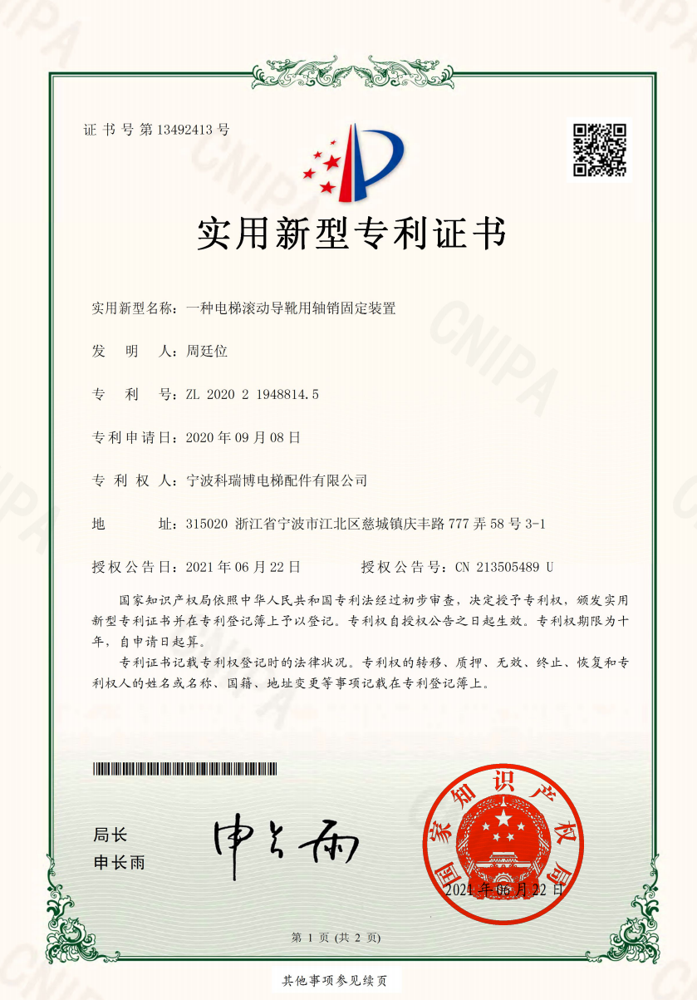 证书号第13492413号
实用新型专利证书
实用新型名称：一种电梯滚动导靴用轴销固定装置
发明人：周廷位
专利号：ZL 2020 2 1948814.5
专利申请日：2020年09月08日
专利权人：宁波科瑞博电梯配件有限公司
地址：315020 浙江省宁波市江北区慈城镇庆丰路777弄58号3-1
授权公告日：2021年06月22日 授权公告号：CN 213505489 U
国家知识产权局依照中华人民共和国专利法经过初步审查，决定授予专利权，颁发实用
新型专利证书并在专利登记簿上予以登记。专利权自授权公告之日起生效。专利权期限为十
年，自申请日起算。
专利证书记载专利权登记时的法律状况。专利权的转移、质押、无效、终止、恢复和专
利权人的姓名或名称、国籍、地址变更等事项记载在专利登记簿上。
局长
申长雨
申长雨
国家知识产权局
2021年06月22日
第 1 页 (共 2 页)
其他事项参见续页
CNIPA
CNIPA
CNIPA
CNIPA
CNIPA
CNIPA